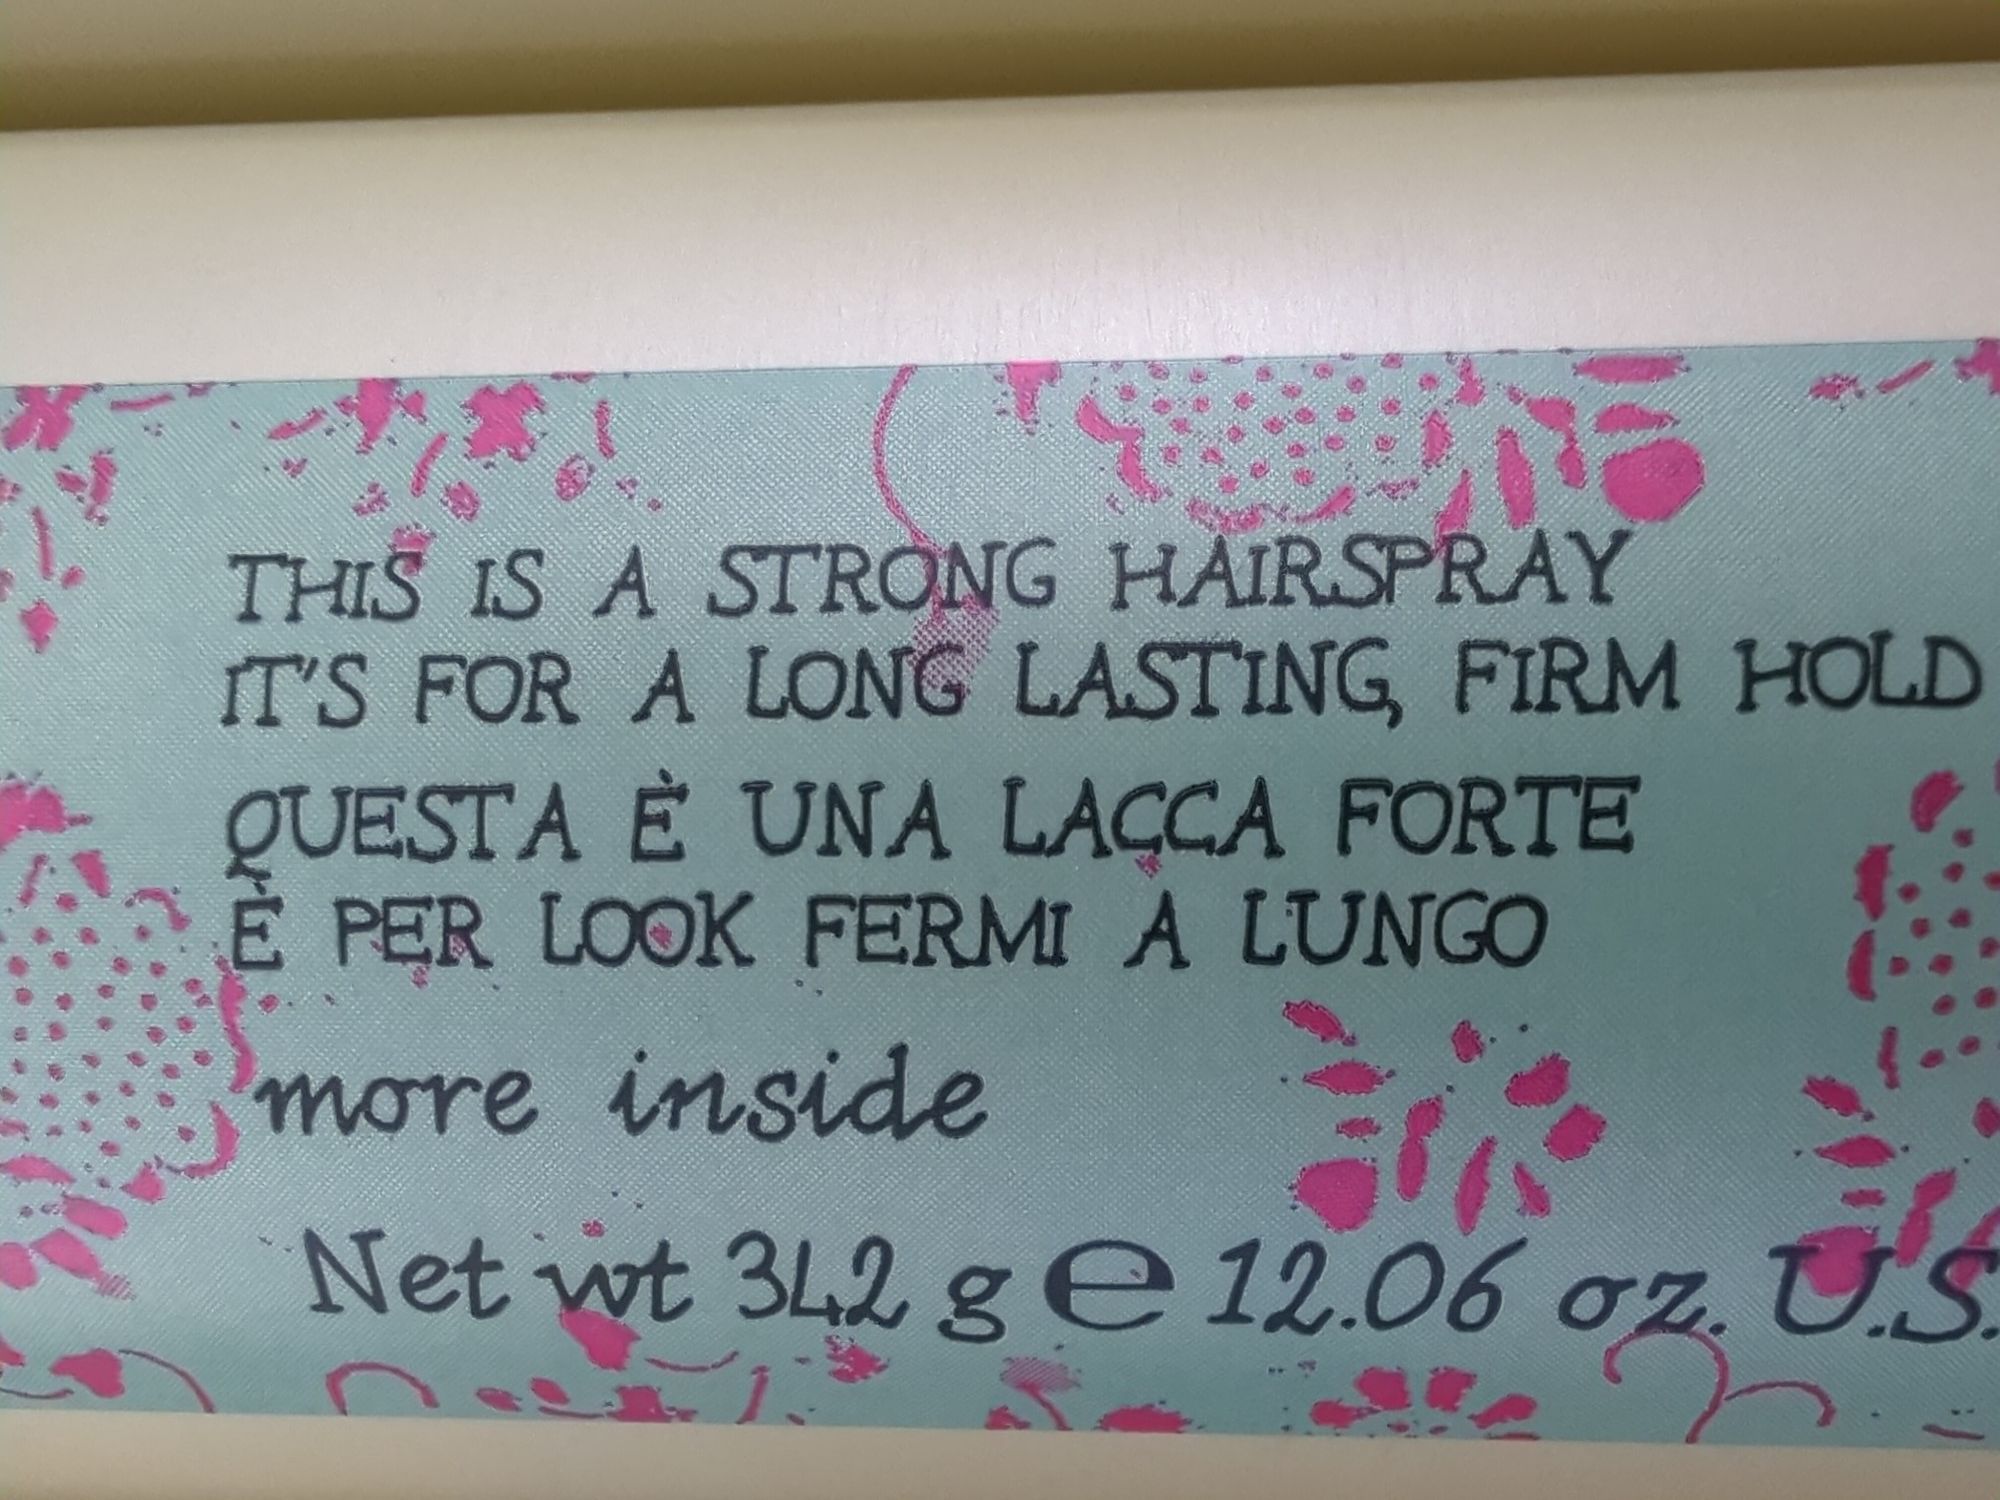 THIS IS A STRONG HAIRSPRAY
IT'S FOR A LONG LASTING, FIRM HOLD
QUESTA È UNA LACCA FORTE
È PER LOOK FERMI A LUNGO
more inside
Net wt 342 g ℮ 12.06 oz. U.S.